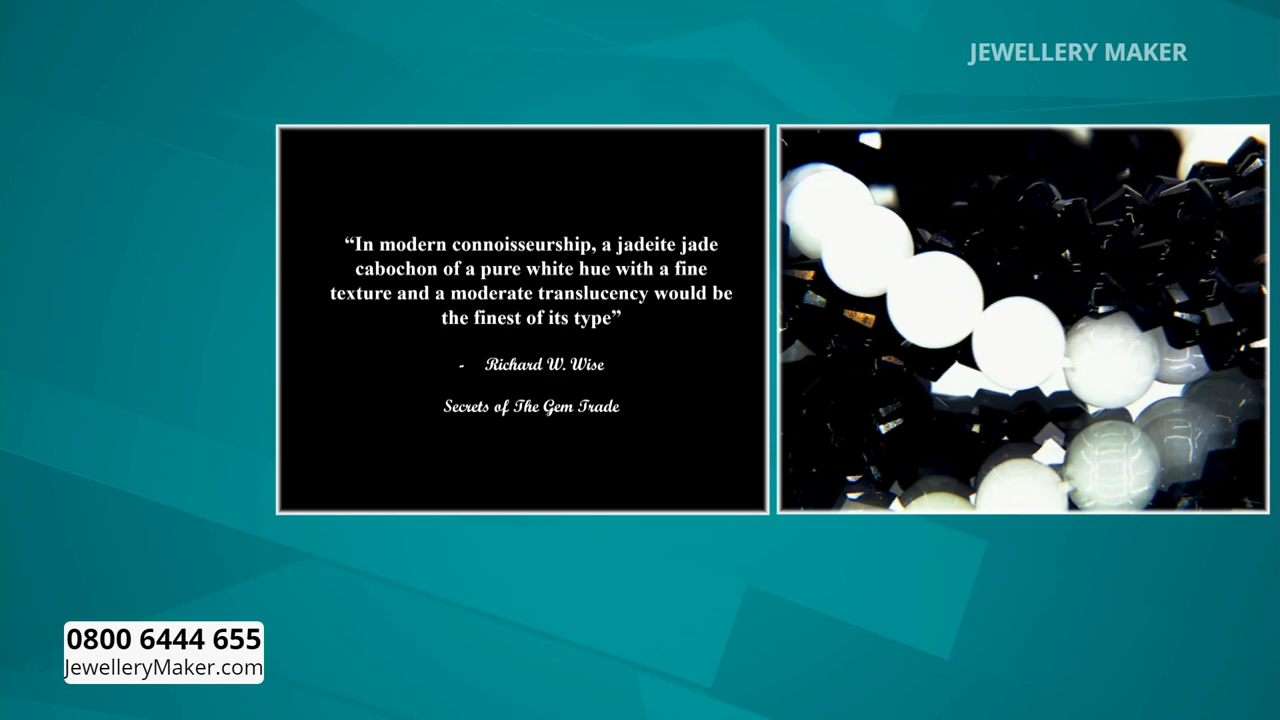 JEWELLERY MAKER
“In modern connoisseurship, a jadeite jade
cabochon of a pure white hue with a fine
texture and a moderate translucency would be
the finest of its type”
- Richard W. Wise
Secrets of The Gem Trade
0800 6444 655
JewelleryMaker.com